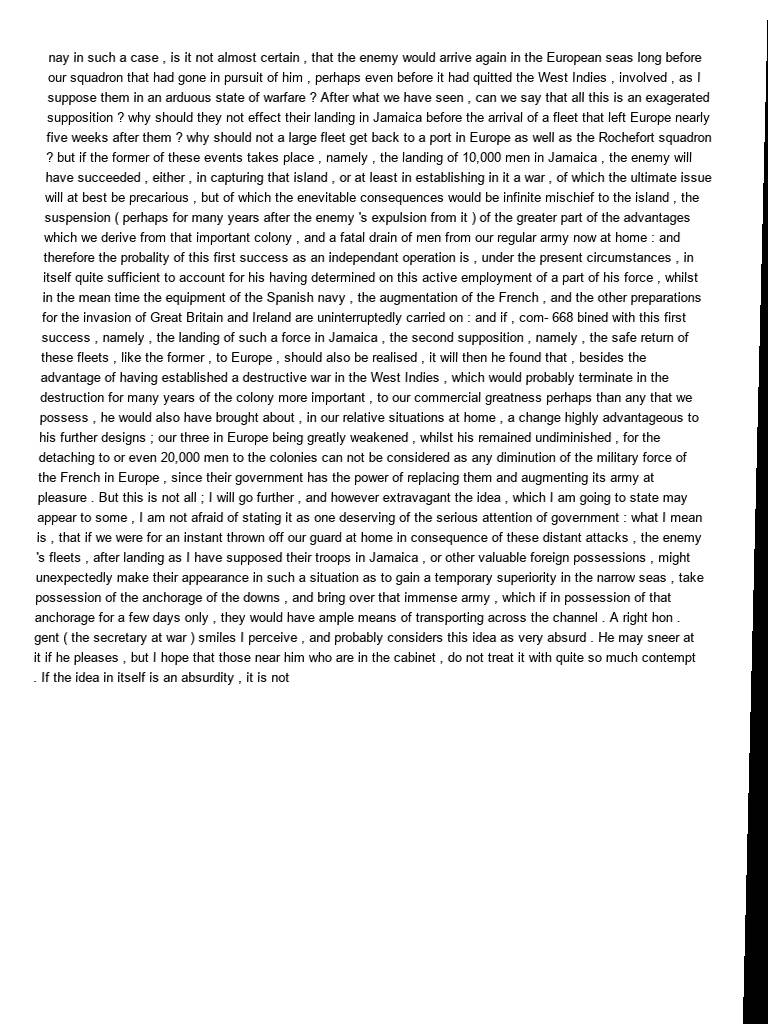 nay in such a case , is it not almost certain , that the enemy would arrive again in the European seas long before
our squadron that had gone in pursuit of him , perhaps even before it had quitted the West Indies , involved , as I
suppose them in an arduous state of warfare ? After what we have seen , can we say that all this is an exagerated
supposition ? why should they not effect their landing in Jamaica before the arrival of a fleet that left Europe nearly
five weeks after them ? why should not a large fleet get back to a port in Europe as well as the Rochefort squadron
? but if the former of these events takes place , namely , the landing of 10,000 men in Jamaica , the enemy will
have succeeded , either , in capturing that island , or at least in establishing in it a war , of which the ultimate issue
will at best be precarious , but of which the enevitable consequences would be infinite mischief to the island , the
suspension ( perhaps for many years after the enemy 's expulsion from it ) of the greater part of the advantages
which we derive from that important colony , and a fatal drain of men from our regular army now at home : and
therefore the probality of this first success as an independant operation is , under the present circumstances , in
itself quite sufficient to account for his having determined on this active employment of a part of his force , whilst
in the mean time the equipment of the Spanish navy , the augmentation of the French , and the other preparations
for the invasion of Great Britain and Ireland are uninterruptedly carried on : and if , com- 668 bined with this first
success , namely , the landing of such a force in Jamaica , the second supposition , namely , the safe return of
these fleets , like the former , to Europe , should also be realised , it will then he found that , besides the
advantage of having established a destructive war in the West Indies , which would probably terminate in the
destruction for many years of the colony more important , to our commercial greatness perhaps than any that we
possess , he would also have brought about , in our relative situations at home , a change highly advantageous to
his further designs ; our three in Europe being greatly weakened , whilst his remained undiminished , for the
detaching to or even 20,000 men to the colonies can not be considered as any diminution of the military force of
the French in Europe , since their government has the power of replacing them and augmenting its army at
pleasure . But this is not all ; I will go further , and however extravagant the idea , which I am going to state may
appear to some , I am not afraid of stating it as one deserving of the serious attention of government : what I mean
is , that if we were for an instant thrown off our guard at home in consequence of these distant attacks , the enemy
's fleets , after landing as I have supposed their troops in Jamaica , or other valuable foreign possessions , might
unexpectedly make their appearance in such a situation as to gain a temporary superiority in the narrow seas , take
possession of the anchorage of the downs , and bring over that immense army , which if in possession of that
anchorage for a few days only , they would have ample means of transporting across the channel . A right hon .
gent ( the secretary at war ) smiles I perceive , and probably considers this idea as very absurd . He may sneer at
it if he pleases , but I hope that those near him who are in the cabinet , do not treat it with quite so much contempt
. If the idea in itself is an absurdity , it is not